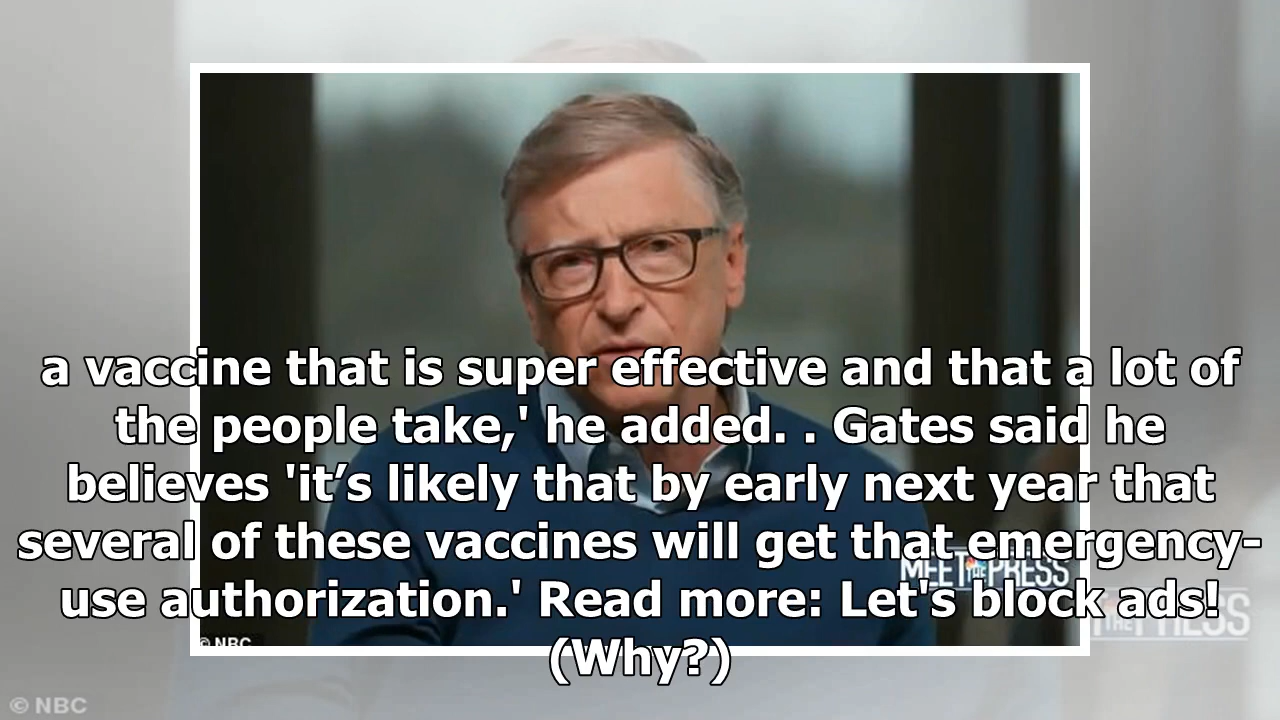 a vaccine that is super effective and that a lot of
the people take,' he added. . Gates said he
believes 'it’s likely that by early next year that
several of these vaccines will get that emergency-
use authorization.' Read more: Let's block ads!
(Why?)
MEET THE PRESS
THE PRESS
© NBC
© NBC